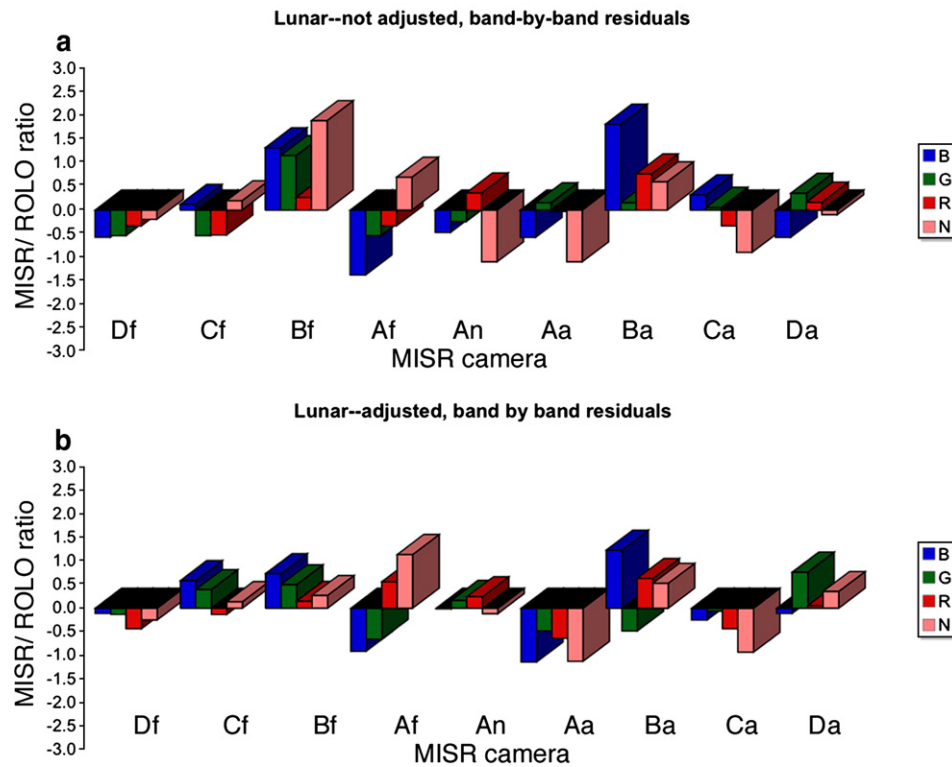 Lunar--not adjusted, band-by-band residuals
a
MISR/ ROLO ratio
3.0
2.5
2.0
1.5
1.0
0.5
0.0
-0.5
-1.0
-1.5
-2.0
-2.5
-3.0
Df Cf Bf Af An Aa Ba Ca Da
MISR camera
B
G
R
N
Lunar--adjusted, band by band residuals
b
MISR/ ROLO ratio
3.0
2.5
2.0
1.5
1.0
0.5
0.0
-0.5
-1.0
-1.5
-2.0
-2.5
-3.0
Df Cf Bf Af An Aa Ba Ca Da
MISR camera
B
G
R
N